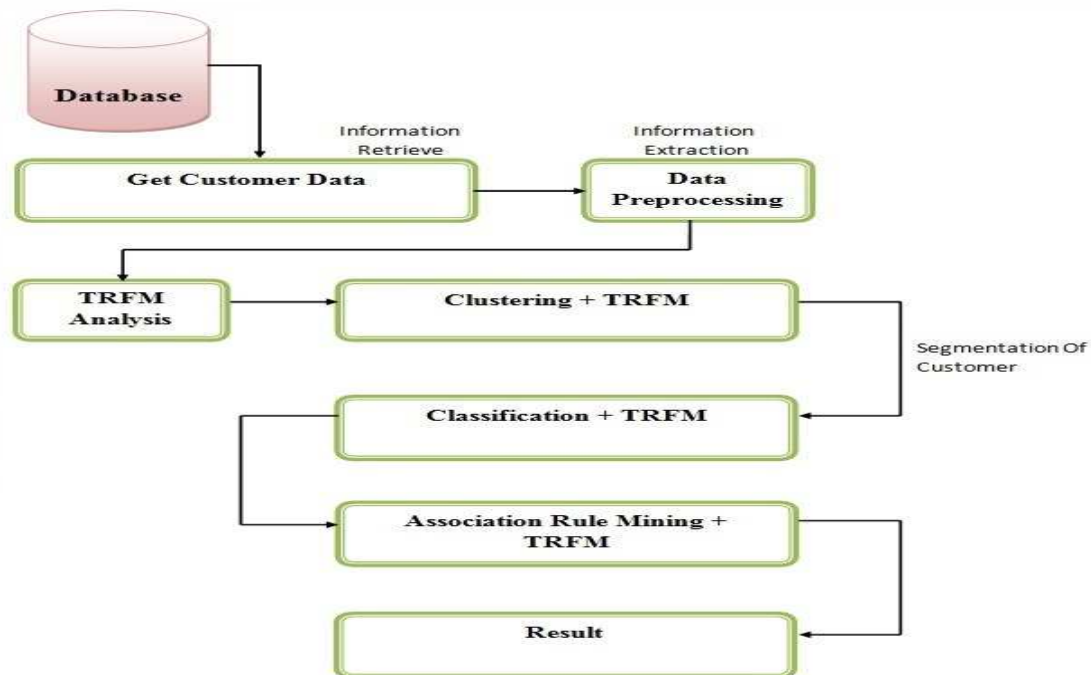 Database
Information
Retrieve
Information
Extraction
Get Customer Data
Data
Preprocessing
TRFM
Analysis
Clustering + TRFM
Segmentation Of
Customer
Classification + TRFM
Association Rule Mining +
TRFM
Result